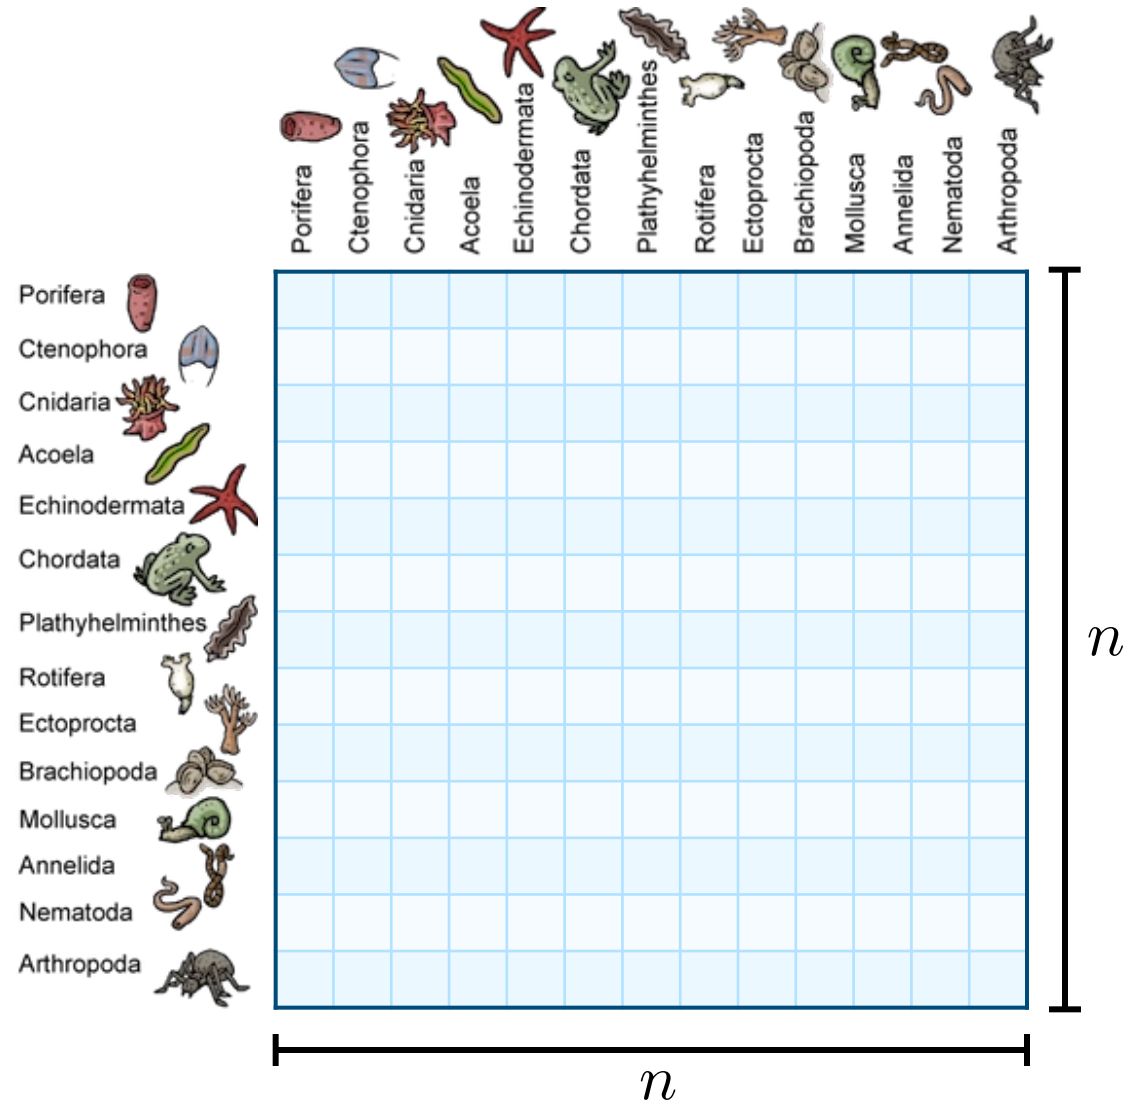 Porifera
Ctenophora
Cnidaria
Acoela
Echinodermata
Chordata
Plathyhelminthes
Rotifera
Ectoprocta
Brachiopoda
Mollusca
Annelida
Nematoda
Arthropoda
Porifera
Ctenophora
Cnidaria
Acoela
Echinodermata
Chordata
Plathyhelminthes
Rotifera
Ectoprocta
Brachiopoda
Mollusca
Annelida
Nematoda
Arthropoda
n
n